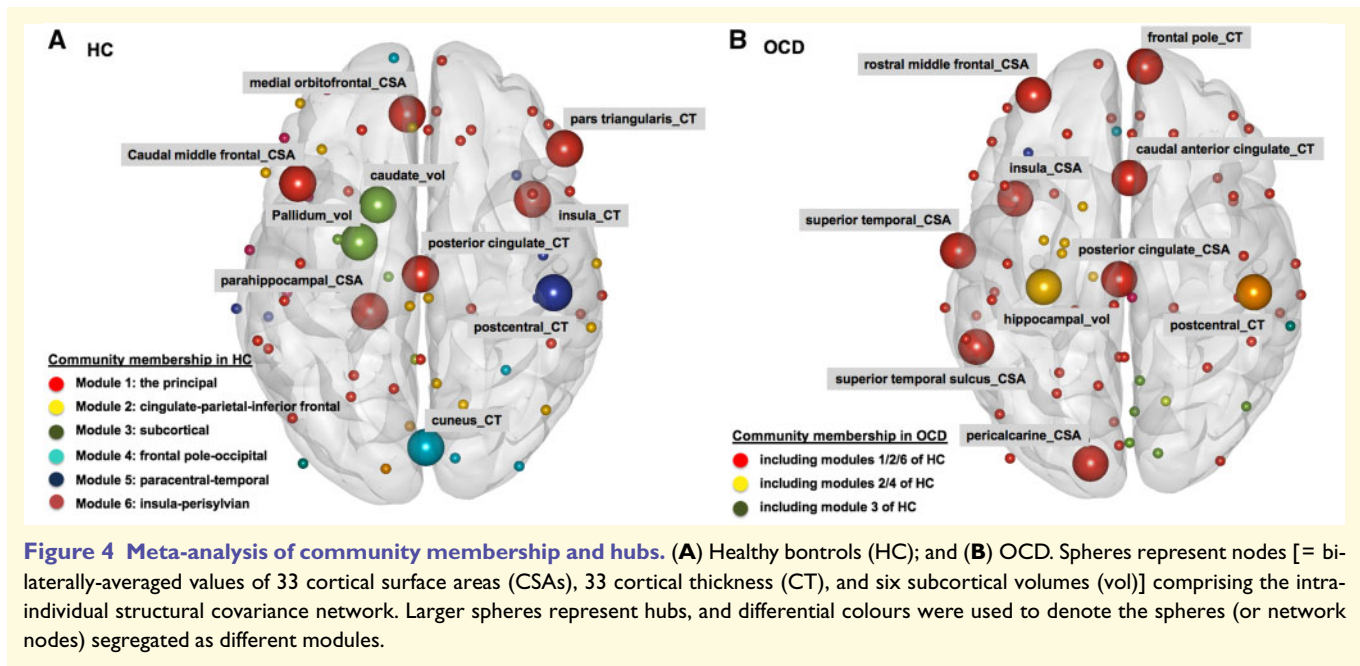 A HC
medial orbitofrontal_CSA
pars triangularis_CT
Caudal middle frontal_CSA
caudate_vol
Pallidum_vol
insula_CT
posterior cingulate_CT
parahippocampal_CSA
postcentral_CT
cuneus_CT
Community membership in HC
Module 1: the principal
Module 2: cingulate-parietal-inferior frontal
Module 3: subcortical
Module 4: frontal pole-occipital
Module 5: paracentral-temporal
Module 6: insula-perisylvian
B OCD
frontal pole_CT
rostral middle frontal_CSA
caudal anterior cingulate_CT
insula_CSA
superior temporal_CSA
posterior cingulate_CSA
hippocampal_vol
postcentral_CT
superior temporal sulcus_CSA
pericalcarine_CSA
Community membership in OCD
including modules 1/2/6 of HC
including modules 2/4 of HC
including module 3 of HC
Figure 4 Meta-analysis of community membership and hubs. (A) Healthy bontrols (HC); and (B) OCD. Spheres represent nodes [= bi-
laterally-averaged values of 33 cortical surface areas (CSAs), 33 cortical thickness (CT), and six subcortical volumes (vol)] comprising the intra-
individual structural covariance network. Larger spheres represent hubs, and differential colours were used to denote the spheres (or network
nodes) segregated as different modules.